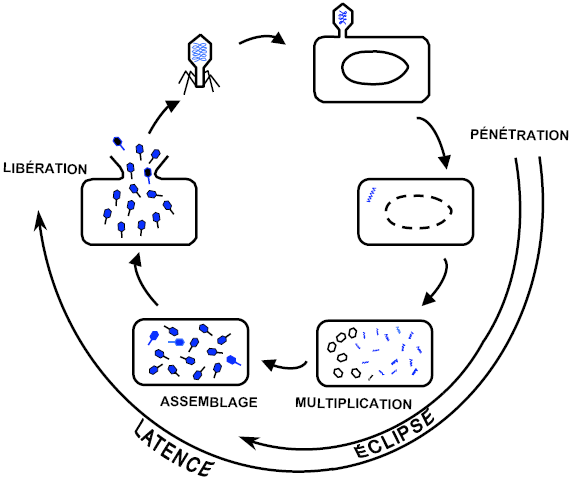 PÉNÉTRATION
LIBÉRATION
ASSEMBLAGE
MULTIPLICATION
ÉCLIPSE
LATENCE